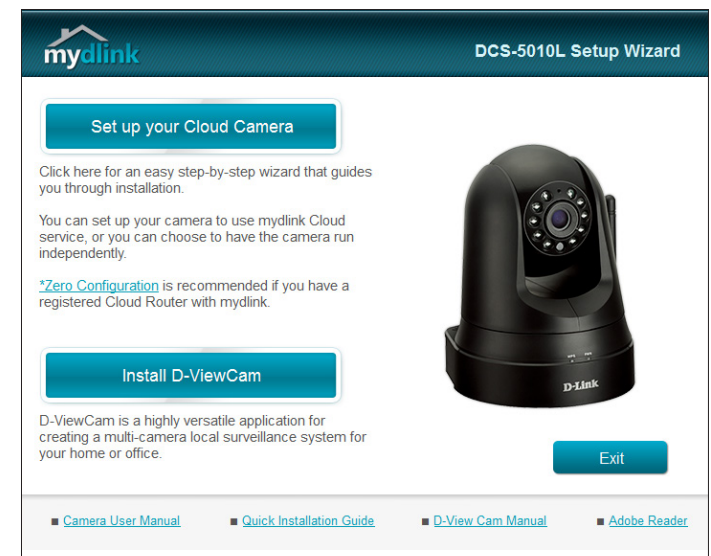 mydlink
DCS-5010L Setup Wizard
Set up your Cloud Camera
Click here for an easy step-by-step wizard that guides
you through installation.
You can set up your camera to use mydlink Cloud
service, or you can choose to have the camera run
independently.
*Zero Configuration is recommended if you have a
registered Cloud Router with mydlink.
Install D-ViewCam
D-ViewCam is a highly versatile application for
creating a multi-camera local surveillance system for
your home or office.
D-Link
Exit
Camera User Manual
Quick Installation Guide
D-View Cam Manual
Adobe Reader